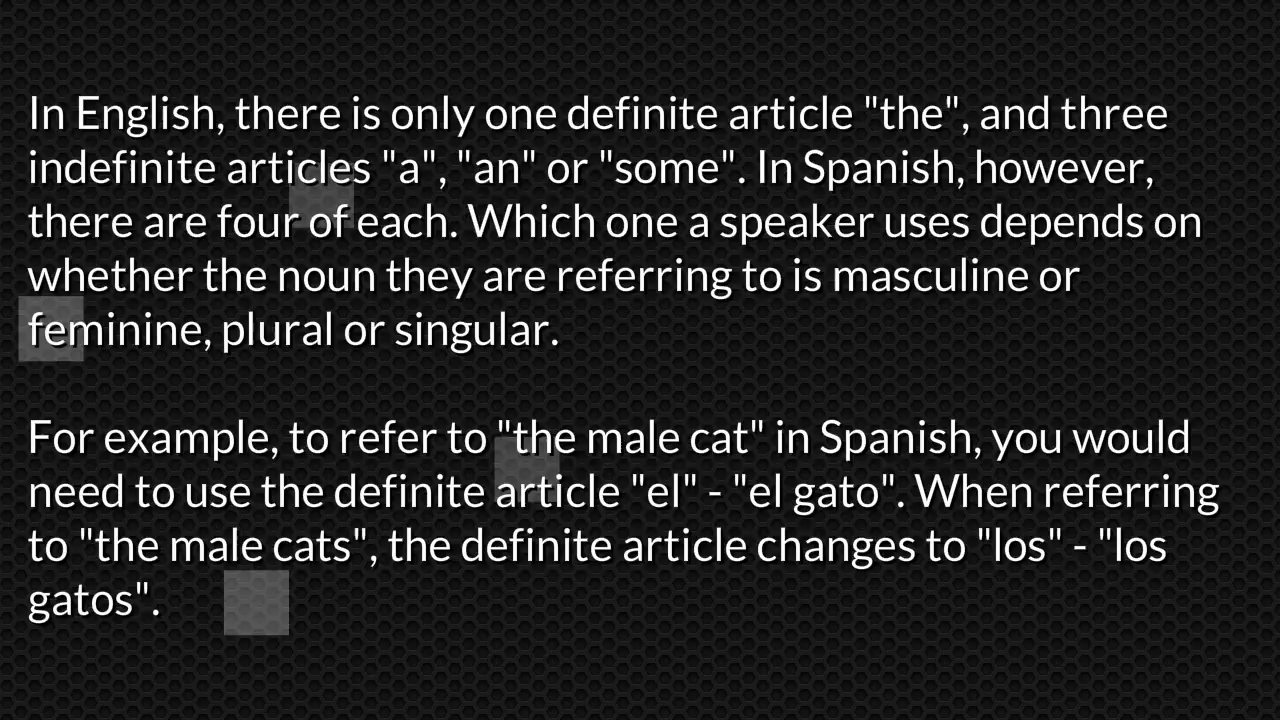 In English, there is only one definite article "the", and three
indefinite articles "a", "an" or "some". In Spanish, however,
there are four of each. Which one a speaker uses depends on
whether the noun they are referring to is masculine or
feminine, plural or singular.
For example, to refer to "the male cat" in Spanish, you would
need to use the definite article "el" - "el gato". When referring
to "the male cats", the definite article changes to "los" - "los
gatos".